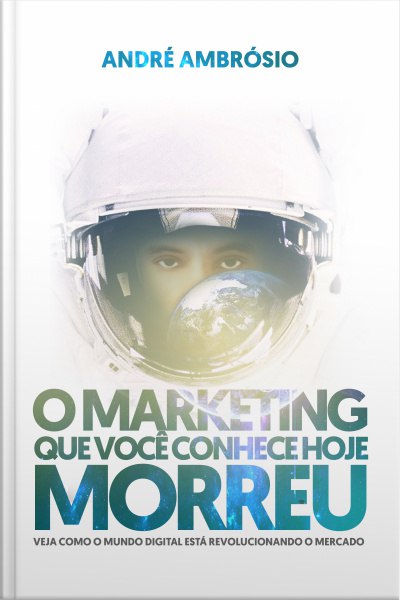 ANDRÉ AMBRÓSIO
O MARKETING
QUE VOCÊ CONHECE HOJE
MORREU
VEJA COMO O MUNDO DIGITAL ESTÁ REVOLUCIONANDO O MERCADO